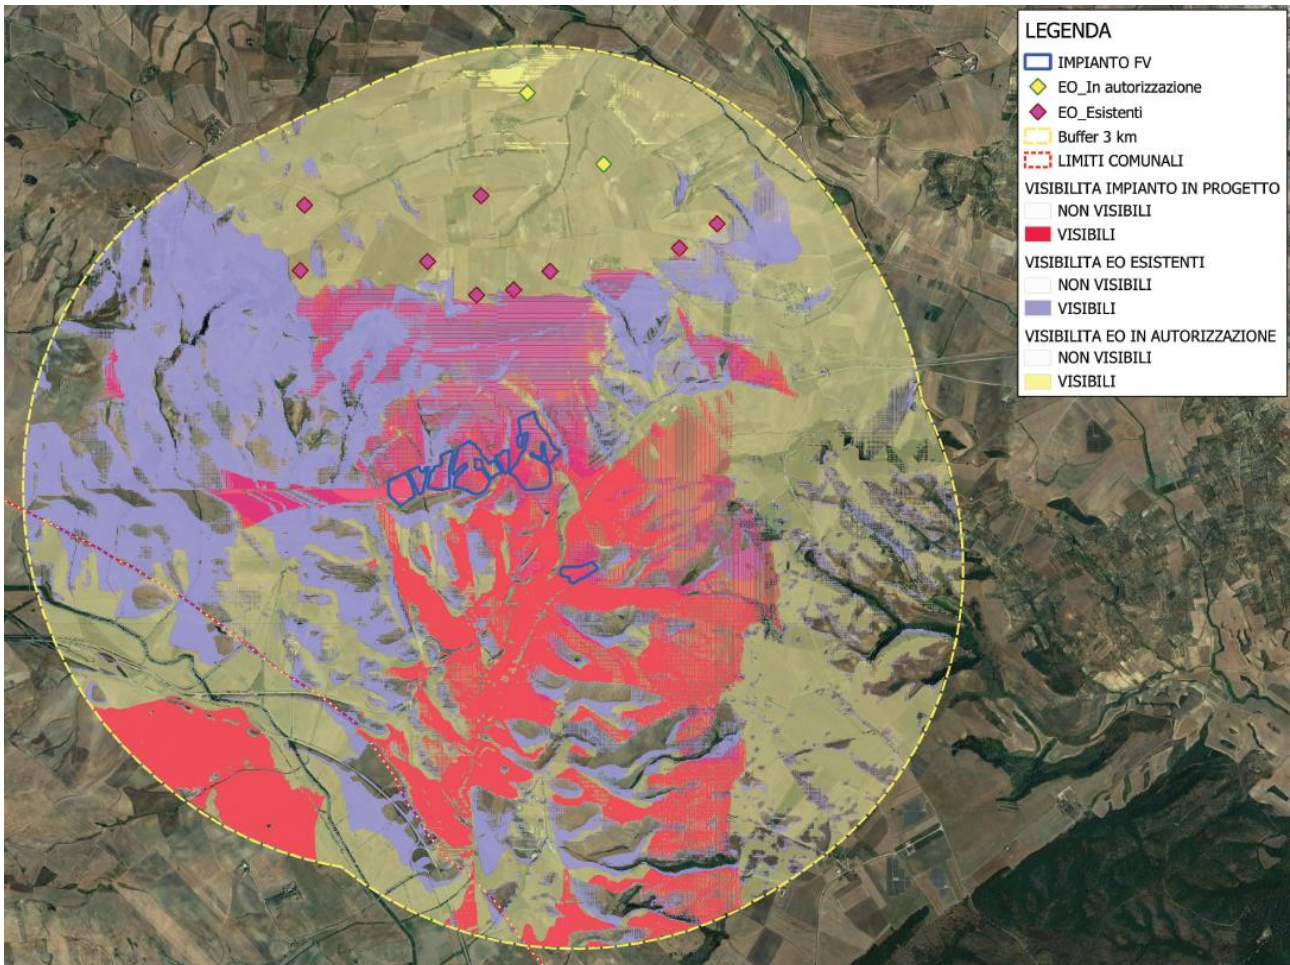 LEGENDA
IMPIANTO FV
EO_In autorizzazione
EO_Esistenti
Buffer 3 km
LIMITI COMUNALI
VISIBILITA IMPIANTO IN PROGETTO
NON VISIBILI
VISIBILI
VISIBILITA EO ESISTENTI
NON VISIBILI
VISIBILI
VISIBILITA EO IN AUTORIZZAZIONE
NON VISIBILI
VISIBILI